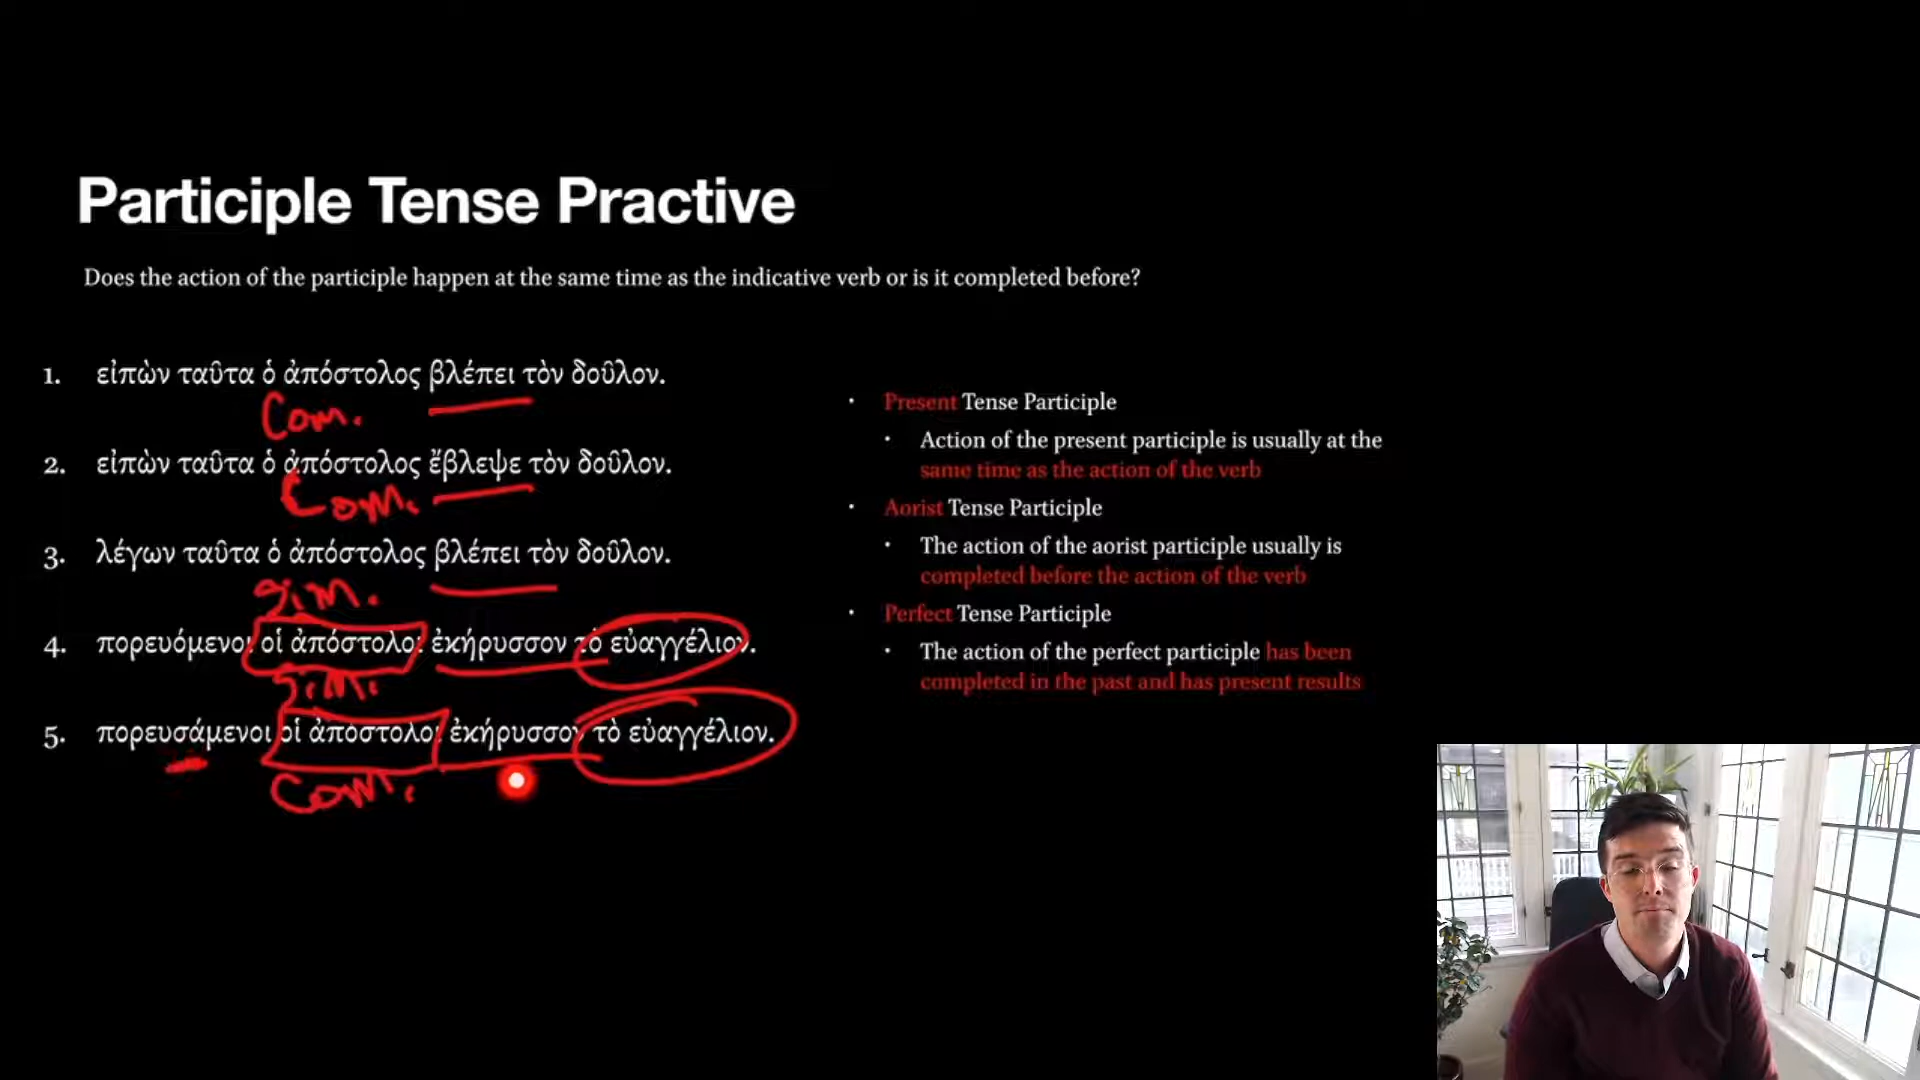 Participle Tense Practive
Does the action of the participle happen at the same time as the indicative verb or is it completed before?
1. εἰπὼν ταῦτα ὁ ἀπόστολος βλέπει τὸν δοῦλον.
Com.
2. εἰπὼν ταῦτα ὁ ἀπόστολος ἔβλεψε τὸν δοῦλον.
Com.
3. λέγων ταῦτα ὁ ἀπόστολος βλέπει τὸν δοῦλον.
Sim.
4. πορευόμενοι οἱ ἀπόστολοι ἐκήρυσσον τὸ εὐαγγέλιον.
Sim.
5. πορευσάμενοι οἱ ἀπόστολοι ἐκήρυσσον τὸ εὐαγγέλιον.
Com.
• Present Tense Participle
• Action of the present participle is usually at the
same time as the action of the verb
• Aorist Tense Participle
• The action of the aorist participle usually is
completed before the action of the verb
• Perfect Tense Participle
• The action of the perfect participle has been
completed in the past and has present results